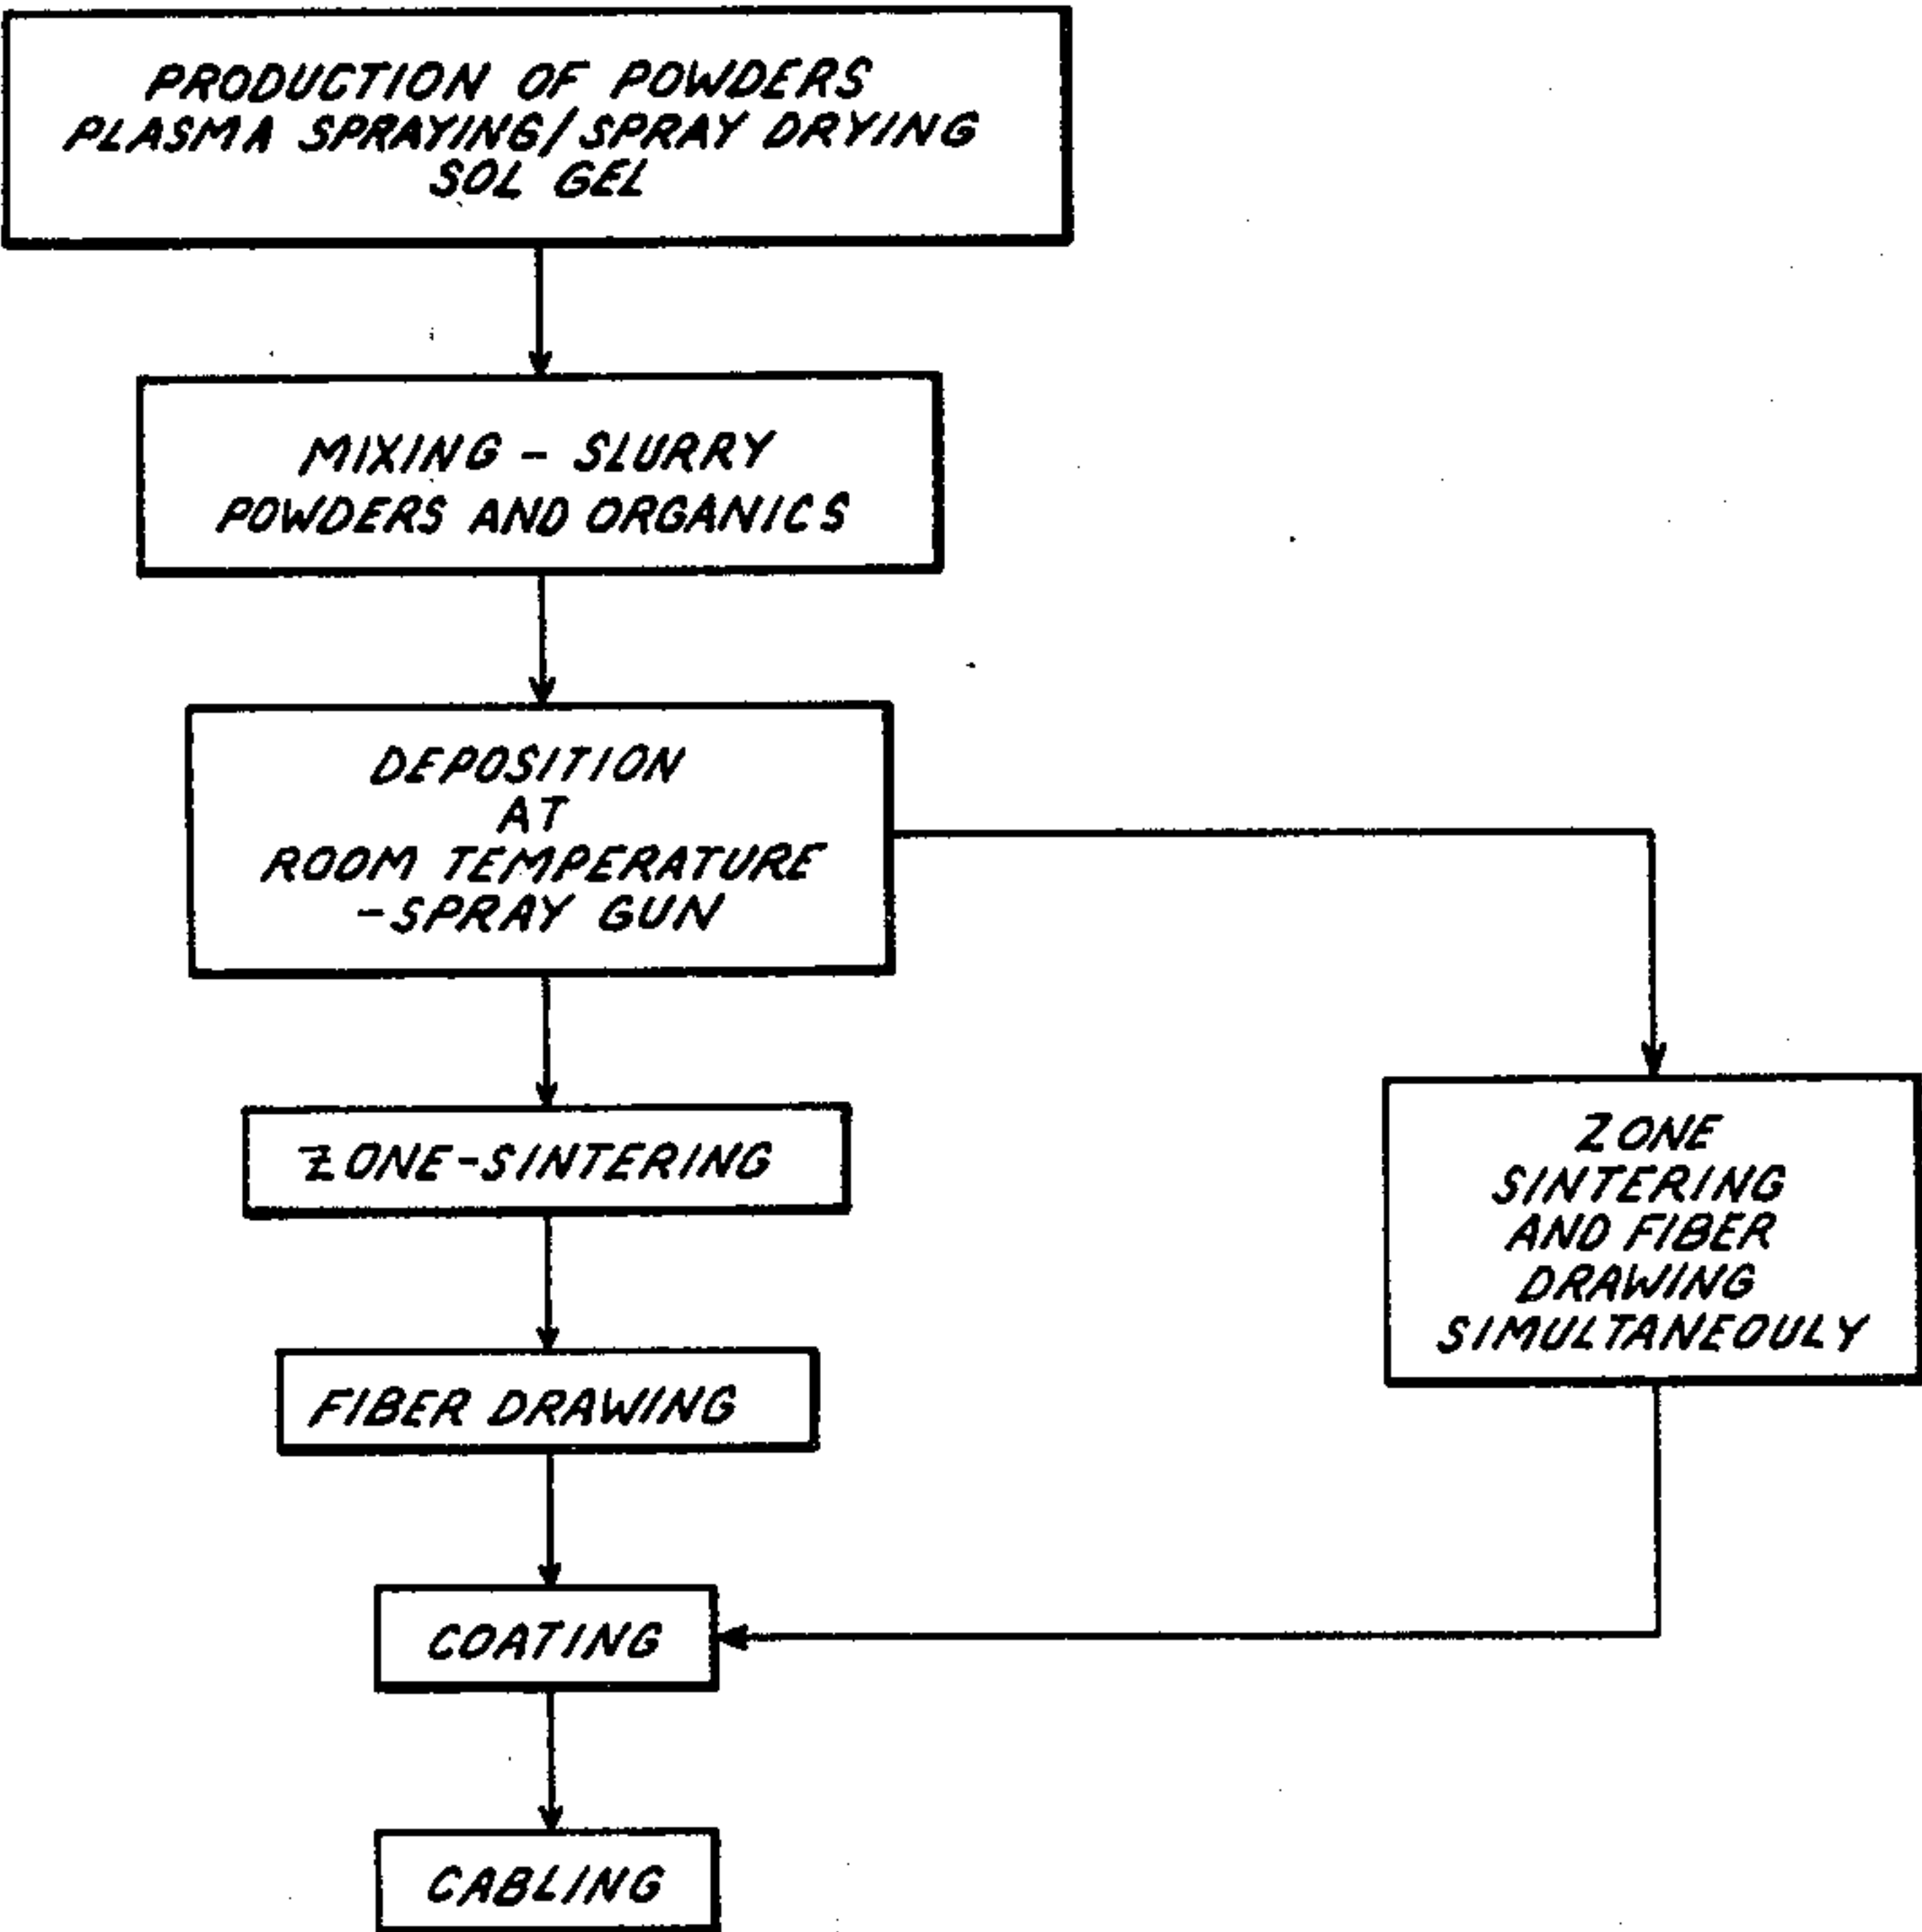 PRODUCTION OF POWDERS
PLASMA SPRAYING/SPRAY DRYING
SOL GEL
MIXING - SLURRY
POWDERS AND ORGANICS
DEPOSITION
AT
ROOM TEMPERATURE
-SPRAY GUN
ZONE-SINTERING
ZONE
SINTERING
AND FIBER
DRAWING
SIMULTANEOULY
FIBER DRAWING
COATING
CABLING